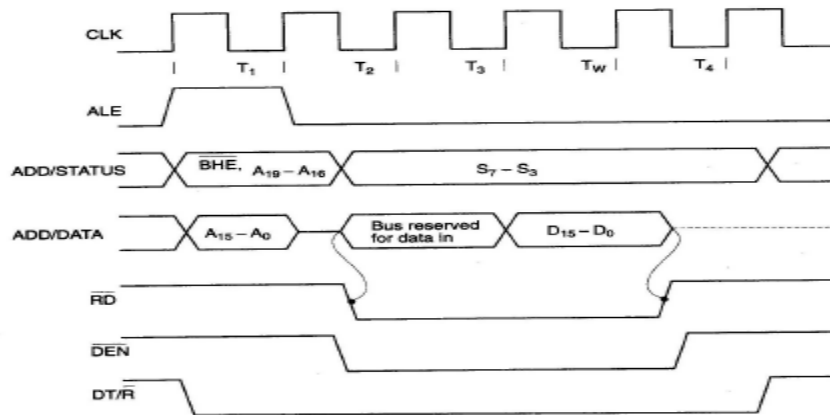 CLK
T1 T2 T3 TW T4
ALE
ADD/STATUS BHE, A19 – A16 S7 – S3
ADD/DATA A15 – A0 Bus reserved for data in D15 – D0
RD
DEN
DT/R